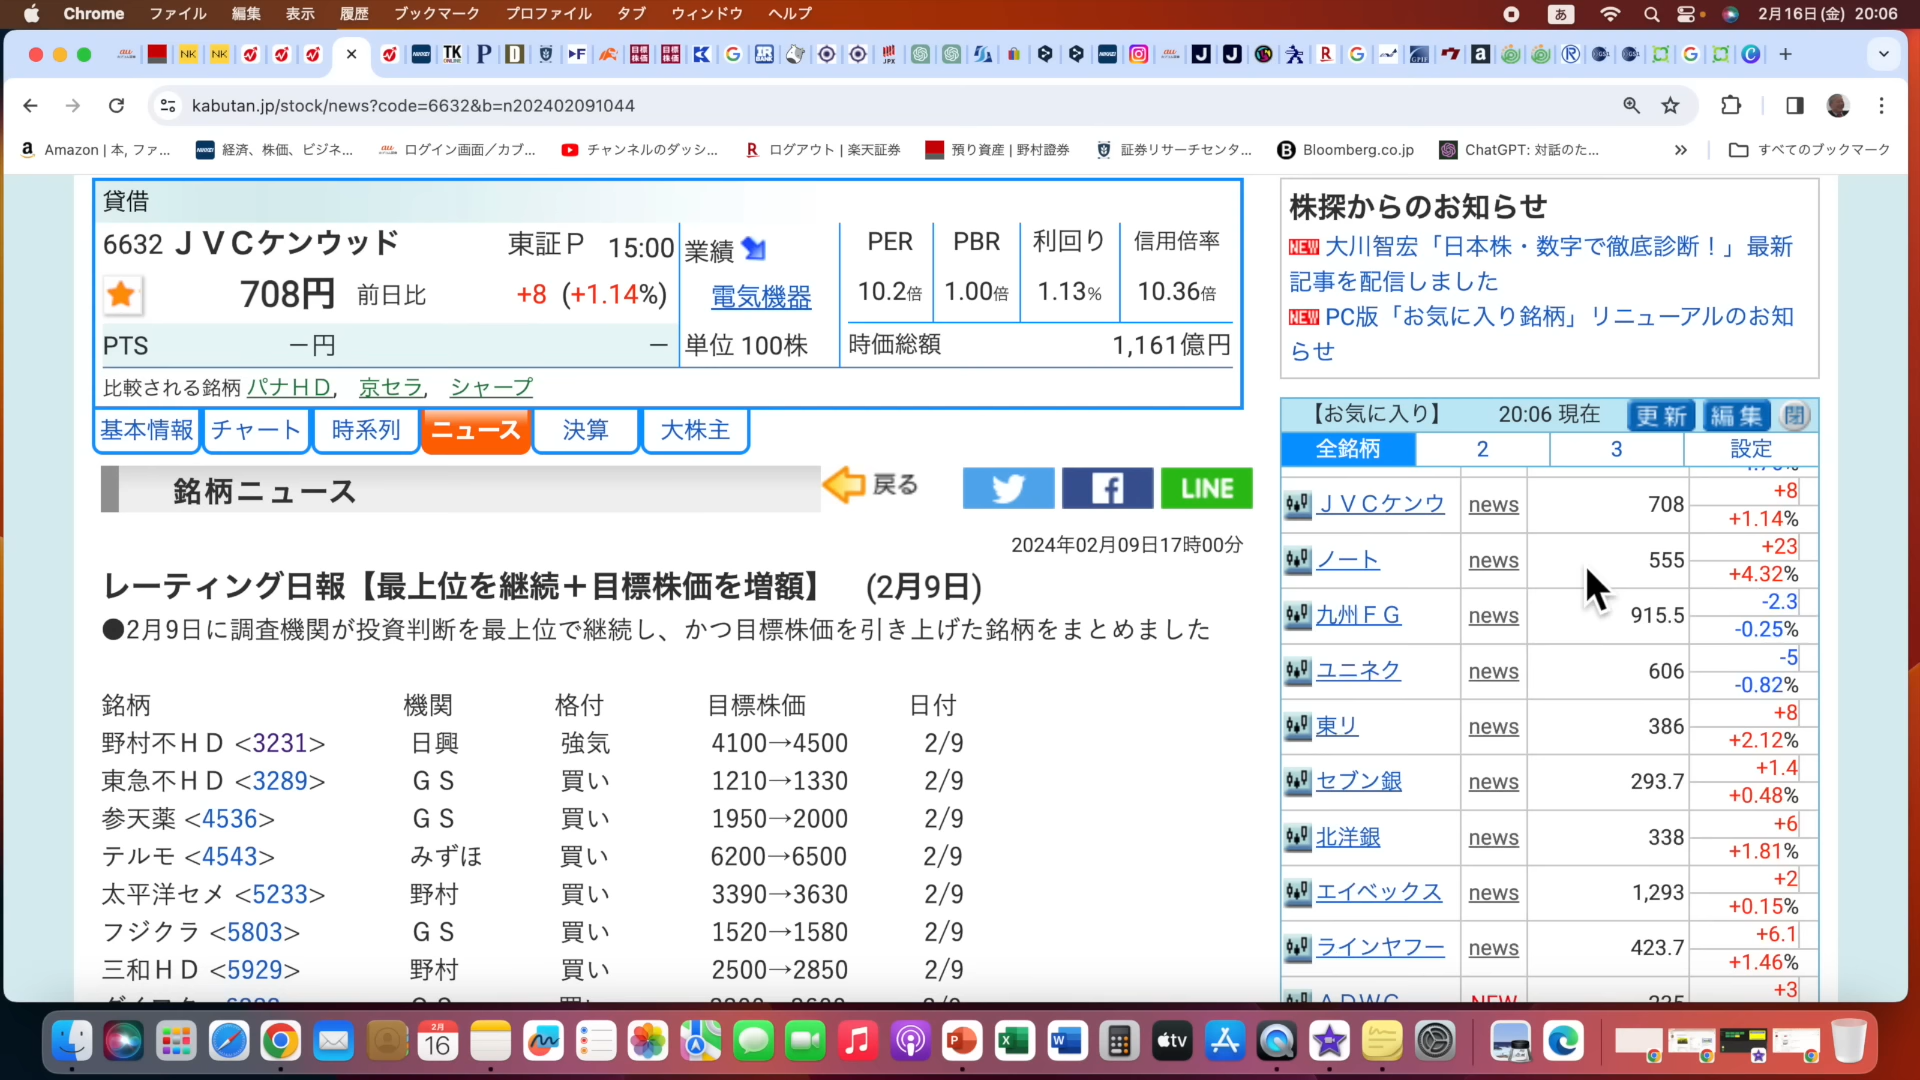 Chrome ファイル 編集 表示 履歴 ブックマーク プロファイル タブ ウィンドウ ヘルプ
あ 2月16日(金) 20:06
kabutan.jp/stock/news?code=6632&b=n202402091044
Amazon | 本, ファ... 経済、株価、ビジネ... ログイン画面／カブ... チャンネルのダッシ... ログアウト | 楽天証券 預り資産 | 野村證券 証券リサーチセンタ... Bloomberg.co.jp ChatGPT: 対話のた... » すべてのブックマーク
貸借
6632 ＪＶＣケンウッド 東証Ｐ 15:00
708円 前日比 +8 (+1.14%)
PTS －円 －
業績
電気機器
単位 100株
PER PBR 利回り 信用倍率
10.2倍 1.00倍 1.13% 10.36倍
時価総額 1,161億円
比較される銘柄 パナＨＤ, 京セラ, シャープ
基本情報 チャート 時系列 ニュース 決算 大株主
銘柄ニュース
戻る
LINE
2024年02月09日17時00分
レーティング日報【最上位を継続＋目標株価を増額】 (2月9日)
●2月9日に調査機関が投資判断を最上位で継続し、かつ目標株価を引き上げた銘柄をまとめました
銘柄 機関 格付 目標株価 日付
野村不ＨＤ <3231> 日興 強気 4100→4500 2/9
東急不ＨＤ <3289> ＧＳ 買い 1210→1330 2/9
参天薬 <4536> ＧＳ 買い 1950→2000 2/9
テルモ <4543> みずほ 買い 6200→6500 2/9
太平洋セメ <5233> 野村 買い 3390→3630 2/9
フジクラ <5803> ＧＳ 買い 1520→1580 2/9
三和ＨＤ <5929> 野村 買い 2500→2850 2/9
株探からのお知らせ
NEW 大川智宏「日本株・数字で徹底診断！」最新
記事を配信しました
NEW PC版「お気に入り銘柄」リニューアルのお知
らせ
【お気に入り】 20:06 現在 更新 編集 閉
全銘柄 2 3 設定
ＪＶＣケンウ news 708 +8
+1.14%
ノート news 555 +23
+4.32%
九州ＦＧ news 915.5 -2.3
-0.25%
ユニネク news 606 -5
-0.82%
東リ news 386 +8
+2.12%
セブン銀 news 293.7 +1.4
+0.48%
北洋銀 news 338 +6
+1.81%
エイベックス news 1,293 +2
+0.15%
ラインヤフー news 423.7 +6.1
+1.46%
+3
2月
16
tv